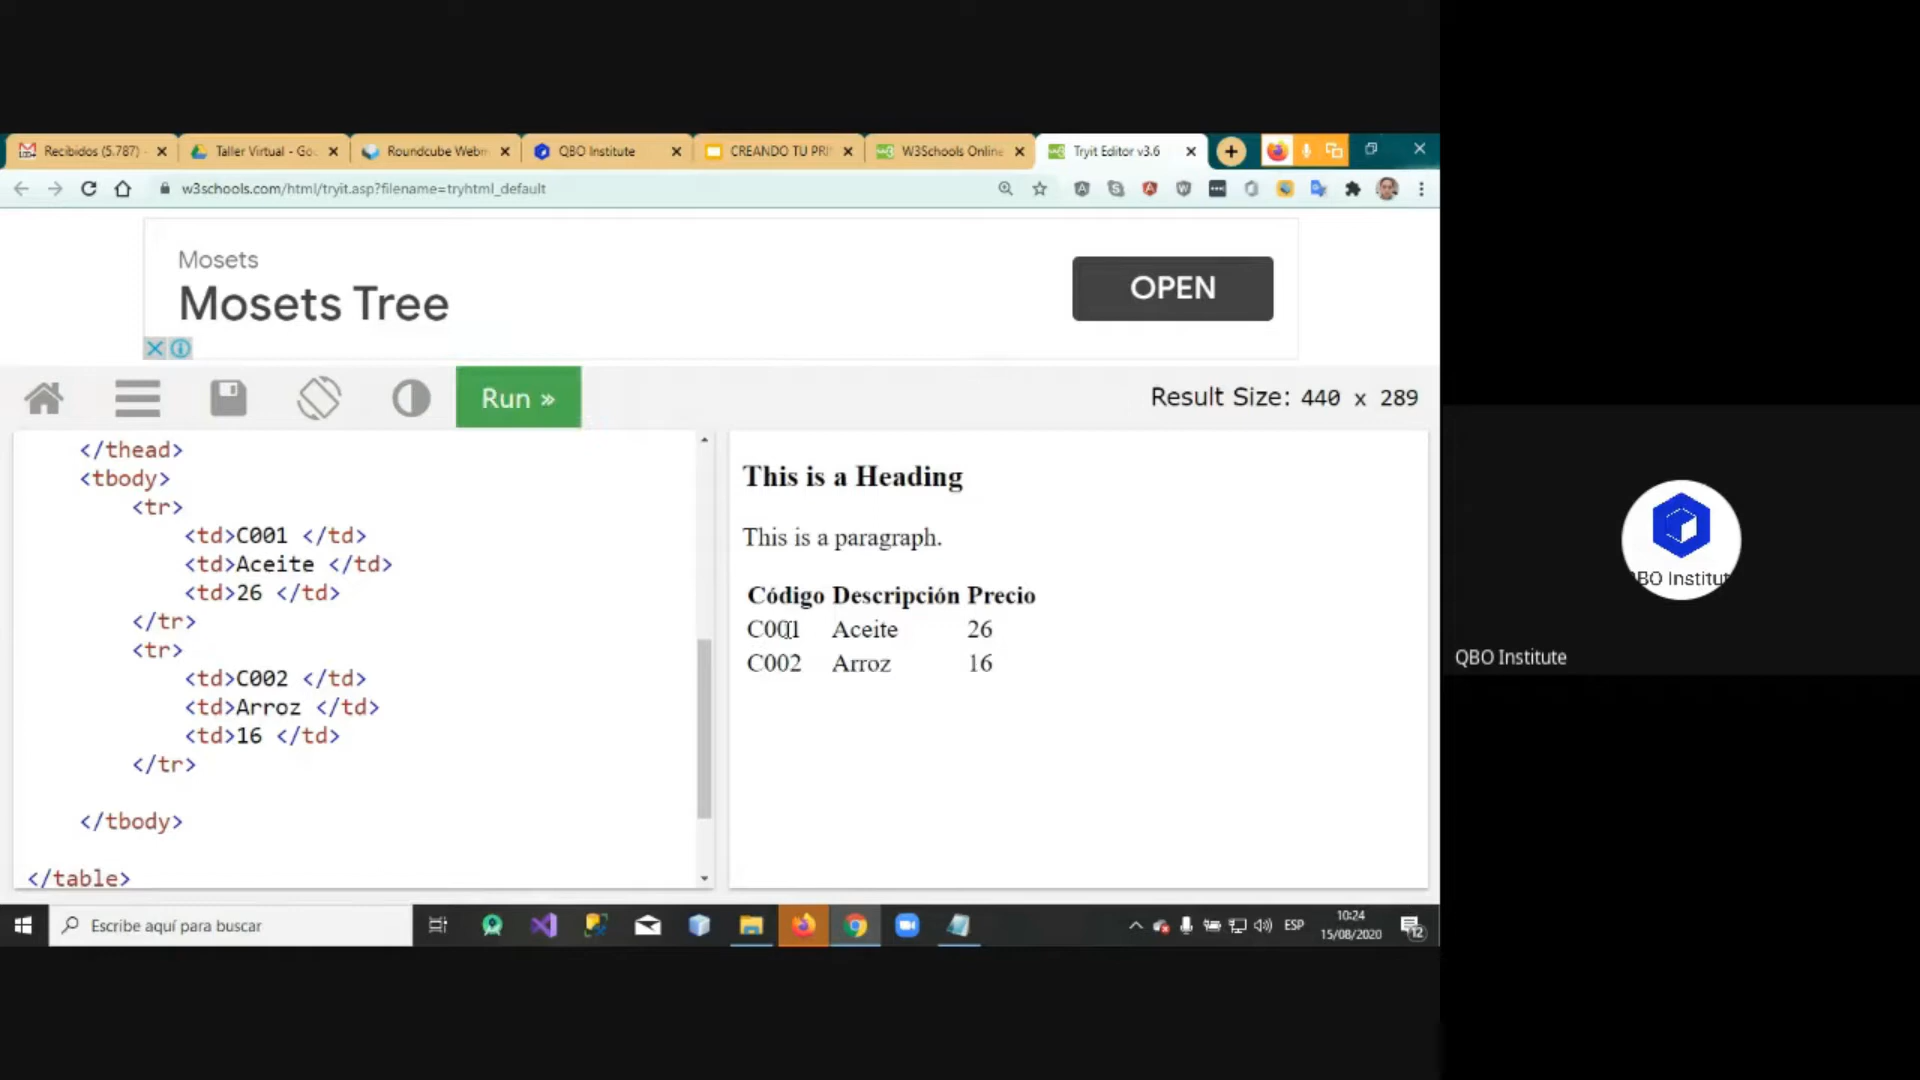 Recibidos (5.787) -
Taller Virtual - Go
Roundcube Webm
QBO Institute
CREANDO TU PRI
W3Schools Online
Tryit Editor v3.6
w3schools.com/html/tryit.asp?filename=tryhtml_default
Mosets
Mosets Tree
OPEN
Run »
Result Size: 440 x 289
</thead>
<tbody>
<tr>
<td>C001 </td>
<td>Aceite </td>
<td>26 </td>
</tr>
<tr>
<td>C002 </td>
<td>Arroz </td>
<td>16 </td>
</tr>
</tbody>
</table>
This is a Heading
This is a paragraph.
Código Descripción Precio
C001 Aceite 26
C002 Arroz 16
BO Institut
QBO Institute
Escribe aquí para buscar
ESP
10:24
15/08/2020
12